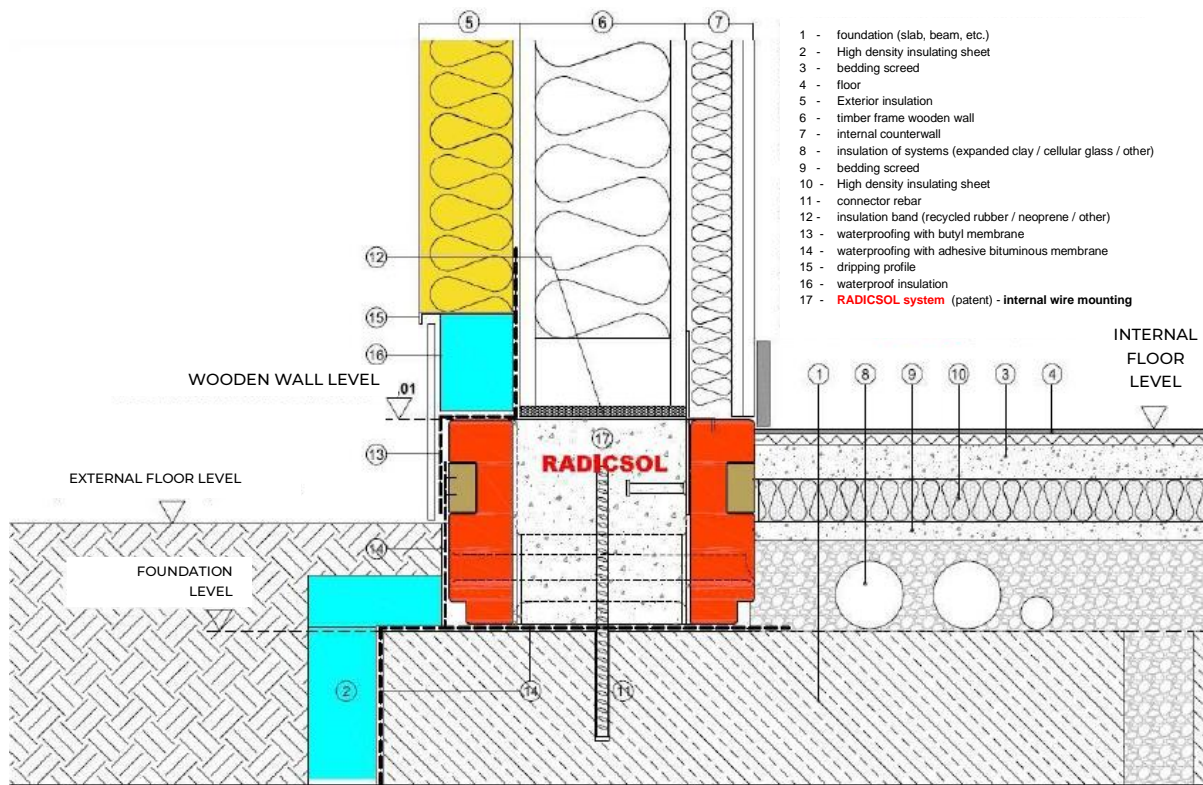 5
6
7
1 - foundation (slab, beam, etc.)
2 - High density insulating sheet
3 - bedding screed
4 - floor
5 - Exterior insulation
6 - timber frame wooden wall
7 - internal counterwall
8 - insulation of systems (expanded clay / cellular glass / other)
9 - bedding screed
10 - High density insulating sheet
11 - connector rebar
12 - insulation band (recycled rubber / neoprene / other)
13 - waterproofing with butyl membrane
14 - waterproofing with adhesive bituminous membrane
15 - dripping profile
16 - waterproof insulation
17 - RADICSOL system (patent) - internal wire mounting
12
15
16
INTERNAL
FLOOR
LEVEL
1
8
9
10
3
4
WOODEN WALL LEVEL
01
17
RADICSOL
13
EXTERNAL FLOOR LEVEL
14
FOUNDATION
LEVEL
2
14
11